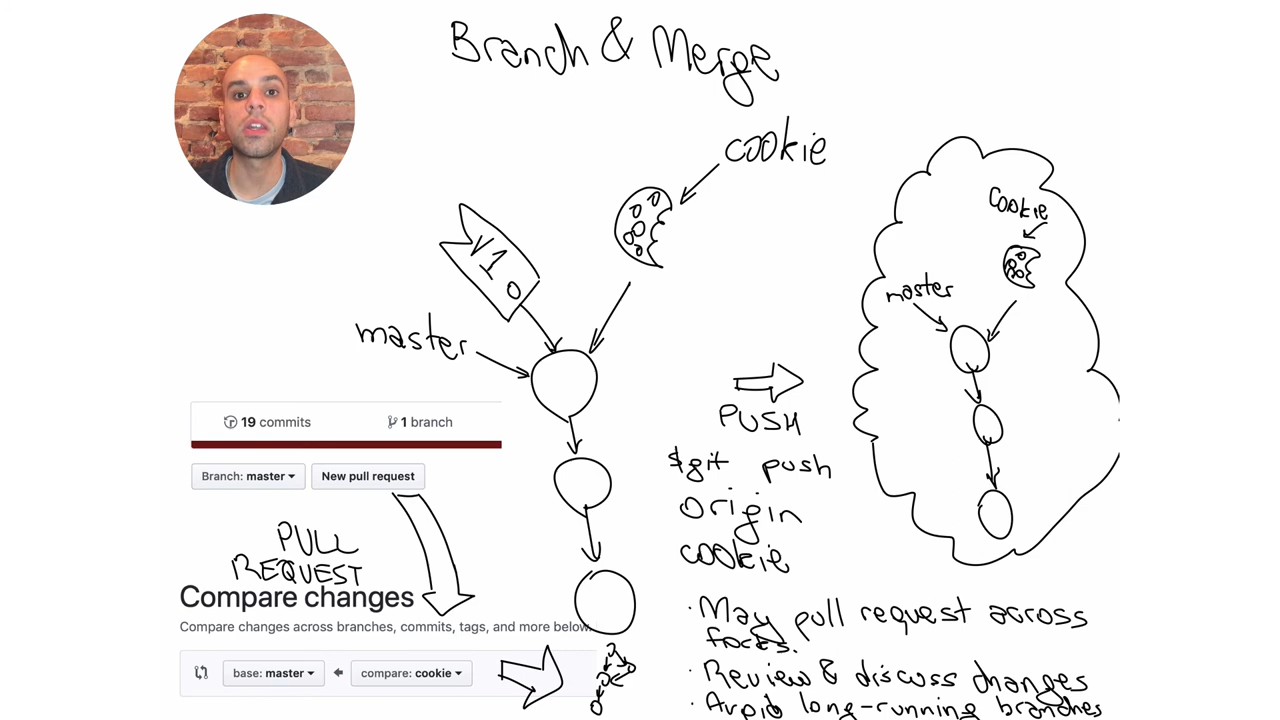 Branch & Merge
cookie
V1.0
master
19 commits
1 branch
Branch: master
New pull request
PULL
REQUEST
Compare changes
Compare changes across branches, commits, tags, and more below.
base: master
compare: cookie
PUSH
$git push
origin
cookie
Cookie
master
· May pull request across
forks.
· Review & discuss changes
· Avoid long-running branches